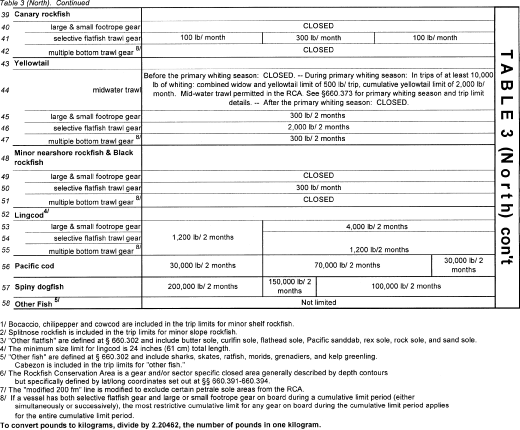 Table 3 (North). Continued
39 Canary rockfish
40 large & small footrope gear CLOSED
41 selective flatfish trawl gear 100 lb/ month 300 lb/ month 100 lb/ month
42 multiple bottom trawl gear 8/ CLOSED
43 Yellowtail
44 midwater trawl
Before the primary whiting season: CLOSED. -- During primary whiting season: In trips of at least 10,000
lb of whiting: combined widow and yellowtail limit of 500 lb/ trip, cumulative yellowtail limit of 2,000 lb/
month. Mid-water trawl permitted in the RCA. See §660.373 for primary whiting season and trip limit
details. -- After the primary whiting season: CLOSED.
45 large & small footrope gear 300 lb/ 2 months
46 selective flatfish trawl gear 2,000 lb/ 2 months
47 multiple bottom trawl gear 8/ 300 lb/ 2 months
48 Minor nearshore rockfish & Black
rockfish
49 large & small footrope gear CLOSED
50 selective flatfish trawl gear 300 lb/ month
51 multiple bottom trawl gear 8/ CLOSED
52 Lingcod4/
53 large & small footrope gear 4,000 lb/ 2 months
54 selective flatfish trawl gear 1,200 lb/ 2 months
55 multiple bottom trawl gear 8/ 1,200 lb/ 2 months
56 Pacific cod 30,000 lb/ 2 months 70,000 lb/ 2 months 30,000 lb/ 2
months
57 Spiny dogfish 200,000 lb/ 2 months 150,000 lb/ 2
months 100,000 lb/ 2 months
58 Other Fish 5/ Not limited
TABLE 3 (North) con't
1/ Bocaccio, chilipepper and cowcod are included in the trip limits for minor shelf rockfish.
2/ Splitnose rockfish is included in the trip limits for minor slope rockfish.
3/ "Other flatfish" are defined at § 660.302 and include butter sole, curlfin sole, flathead sole, Pacific sanddab, rex sole, rock sole, and sand sole.
4/ The minimum size limit for lingcod is 24 inches (61 cm) total length.
5/ "Other fish" are defined at § 660.302 and include sharks, skates, ratfish, morids, grenadiers, and kelp greenling.
Cabezon is included in the trip limits for "other fish."
6/ The Rockfish Conservation Area is a gear and/or sector specific closed area generally described by depth contours
but specifically defined by lat/long coordinates set out at §§ 660.391-660.394.
7/ The "modified 200 fm" line is modified to exclude certain petrale sole areas from the RCA.
8/ If a vessel has both selective flatfish gear and large or small footrope gear on board during a cumulative limit period (either
simultaneously or successively), the most restrictive cumulative limit for any gear on board during the cumulative limit period applies
for the entire cumulative limit period.
To convert pounds to kilograms, divide by 2.20462, the number of pounds in one kilogram.